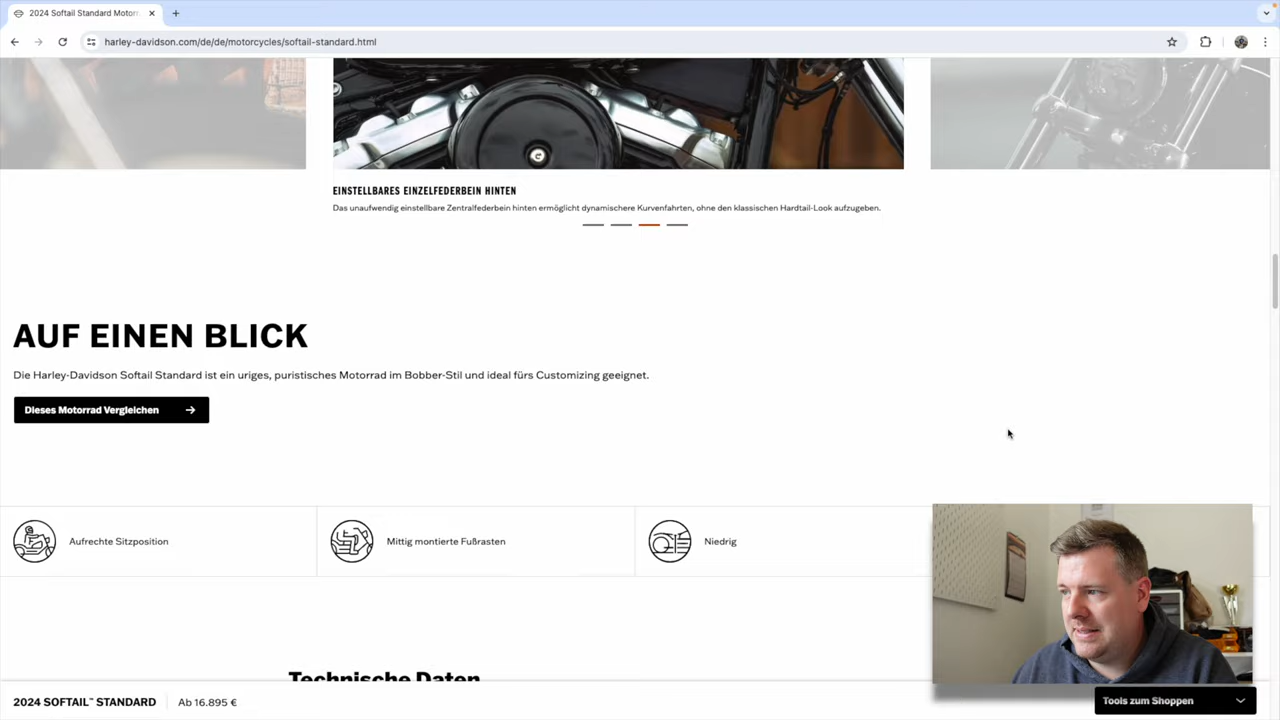 2024 Softail Standard Motorr
harley-davidson.com/de/de/motorcycles/softail-standard.html
EINSTELLBARES EINZELFEDERBEIN HINTEN
Das unaufwendig einstellbare Zentralfederbein hinten ermöglicht dynamischere Kurvenfahrten, ohne den klassischen Hardtail-Look aufzugeben.
AUF EINEN BLICK
Die Harley-Davidson Softail Standard ist ein uriges, puristisches Motorrad im Bobber-Stil und ideal fürs Customizing geeignet.
Dieses Motorrad Vergleichen
Aufrechte Sitzposition
Mittig montierte Fußrasten
Niedrig
Technische Daten
2024 SOFTAIL™ STANDARD
Ab 16.895 €
Tools zum Shoppen